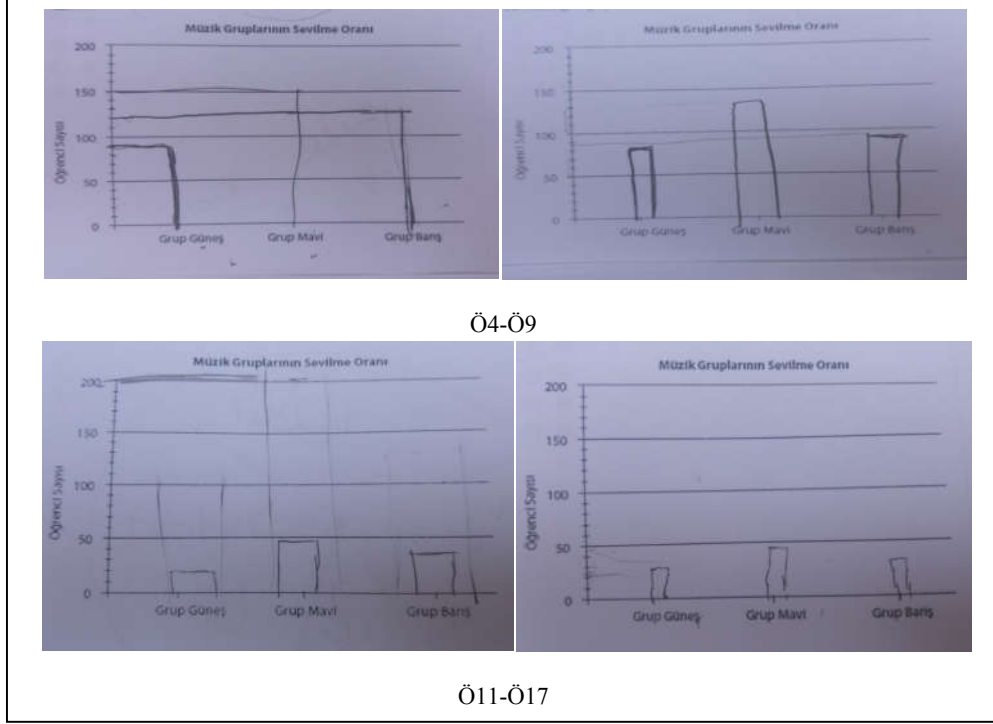 Müzik Gruplarının Sevilme Oranı
200
150
100
50
0
Öğrenci Sayısı
Grup Güneş Grup Mavi Grup Barış
Müzik Gruplarının Sevilme Oranı
200
150
100
50
0
Öğrenci Sayısı
Grup Güneş Grup Mavi Grup Barış
Ö4-Ö9
Müzik Gruplarının Sevilme Oranı
200
150
100
50
0
Öğrenci Sayısı
Grup Güneş Grup Mavi Grup Barış
Müzik Gruplarının Sevilme Oranı
200
150
100
50
0
Öğrenci Sayısı
Grup Güneş Grup Mavi Grup Barış
Ö11-Ö17